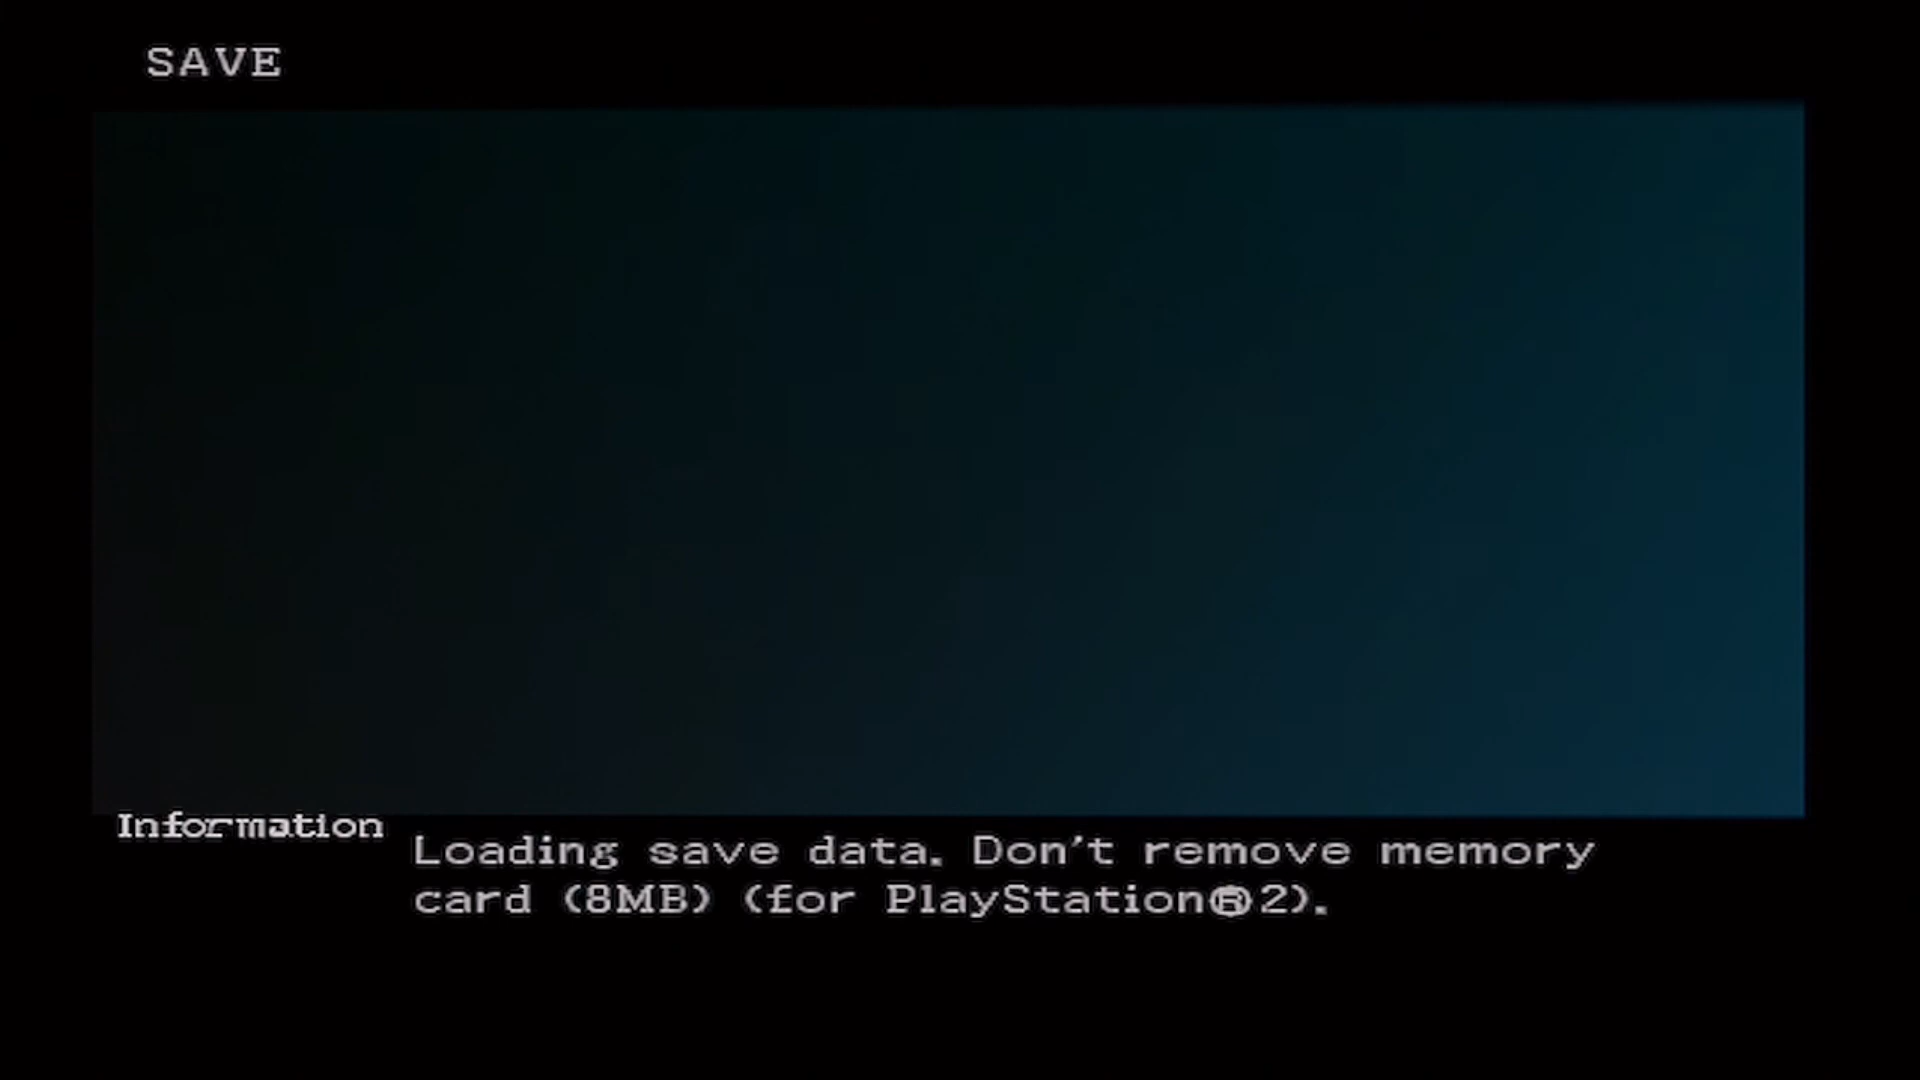 SAVE
Information
Loading save data. Don't remove memory
card (8MB) (for PlayStation®2).